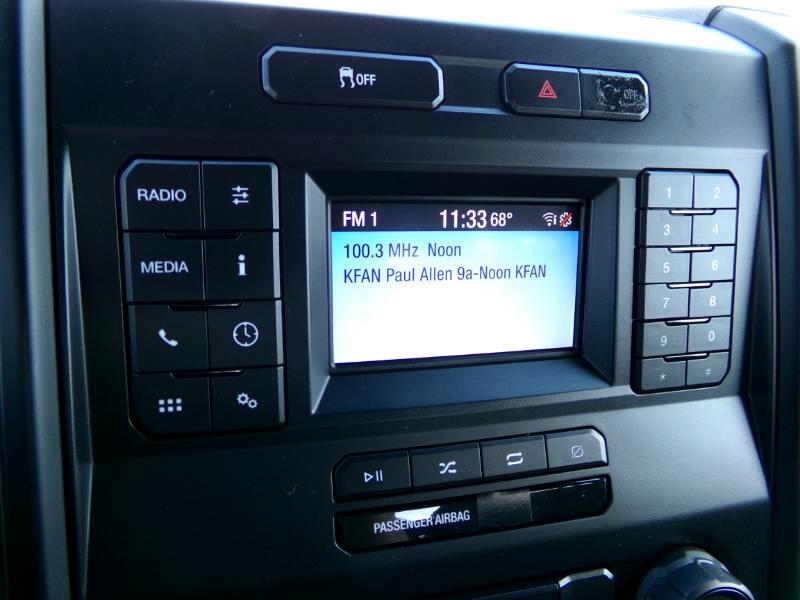 OFF
OFF
RADIO
MEDIA
i
FM 1 11:33 68°
100.3 MHz Noon
KFAN Paul Allen 9a-Noon KFAN
1 2
3 4
5 6
7 8
9 0
* #
PASSENGER AIRBAG